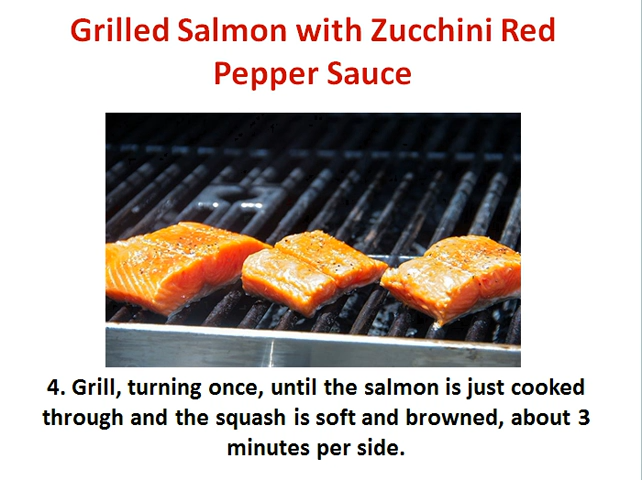 Grilled Salmon with Zucchini Red
Pepper Sauce
4. Grill, turning once, until the salmon is just cooked
through and the squash is soft and browned, about 3
minutes per side.